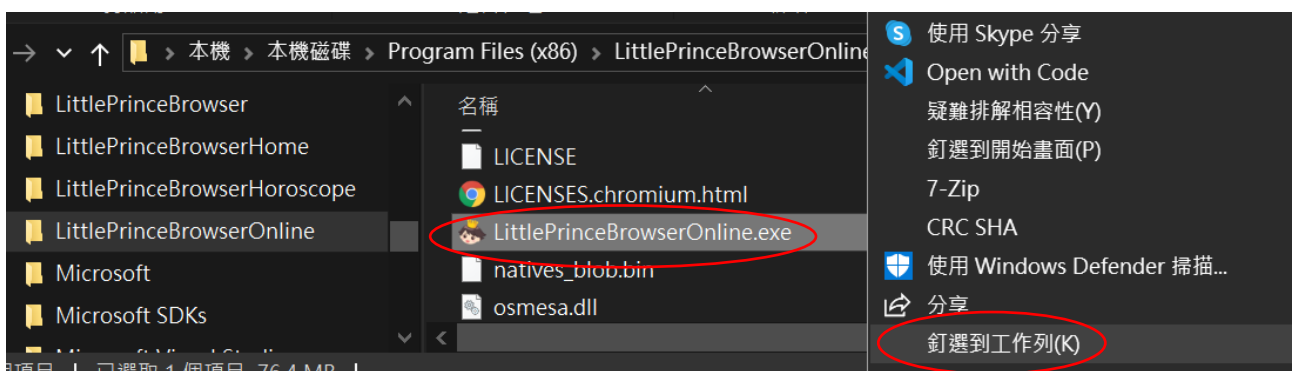 本機 > 本機磁碟 > Program Files (x86) > LittlePrinceBrowserOnline
LittlePrinceBrowser
LittlePrinceBrowserHome
LittlePrinceBrowserHoroscope
LittlePrinceBrowserOnline
Microsoft
Microsoft SDKs
名稱
LICENSE
LICENSES.chromium.html
LittlePrinceBrowserOnline.exe
natives_blob.bin
osmesa.dll
已選取 1 個項目 76.4 MB
使用 Skype 分享
Open with Code
疑難排解相容性(Y)
釘選到開始畫面(P)
7-Zip
CRC SHA
使用 Windows Defender 掃描...
分享
釘選到工作列(K)